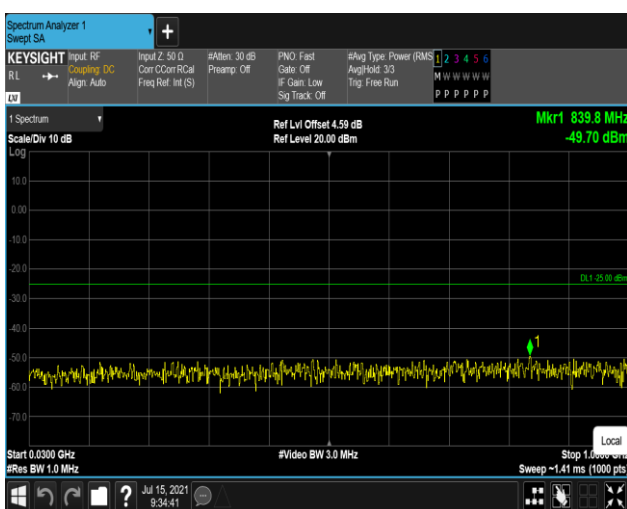 Spectrum Analyzer 1
Swept SA
+
KEYSIGHT
RL
LXI
Input: RF
Coupling: DC
Align: Auto
Input Z: 50 Ω
Corr CCorr RCal
Freq Ref: Int (S)
#Atten: 30 dB
Preamp: Off
PNO: Fast
Gate: Off
IF Gain: Low
Sig Track: Off
#Avg Type: Power (RMS
Avg|Hold: 3/3
Trig: Free Run
1 2 3 4 5 6
M W W W W W
P P P P P P
1 Spectrum
Scale/Div 10 dB
Ref Lvl Offset 4.59 dB
Ref Level 20.00 dBm
Mkr1 839.8 MHz
-49.70 dBm
Log
10.0
0.00
-10.0
-20.0
DL1 -25.00 dBm
-30.0
-40.0
1
-50.0
-60.0
-70.0
Local
Start 0.0300 GHz
#Video BW 3.0 MHz
#Res BW 1.0 MHz
Sweep ~1.41 ms (1000 pts)
?
Jul 15, 2021
9:34:41